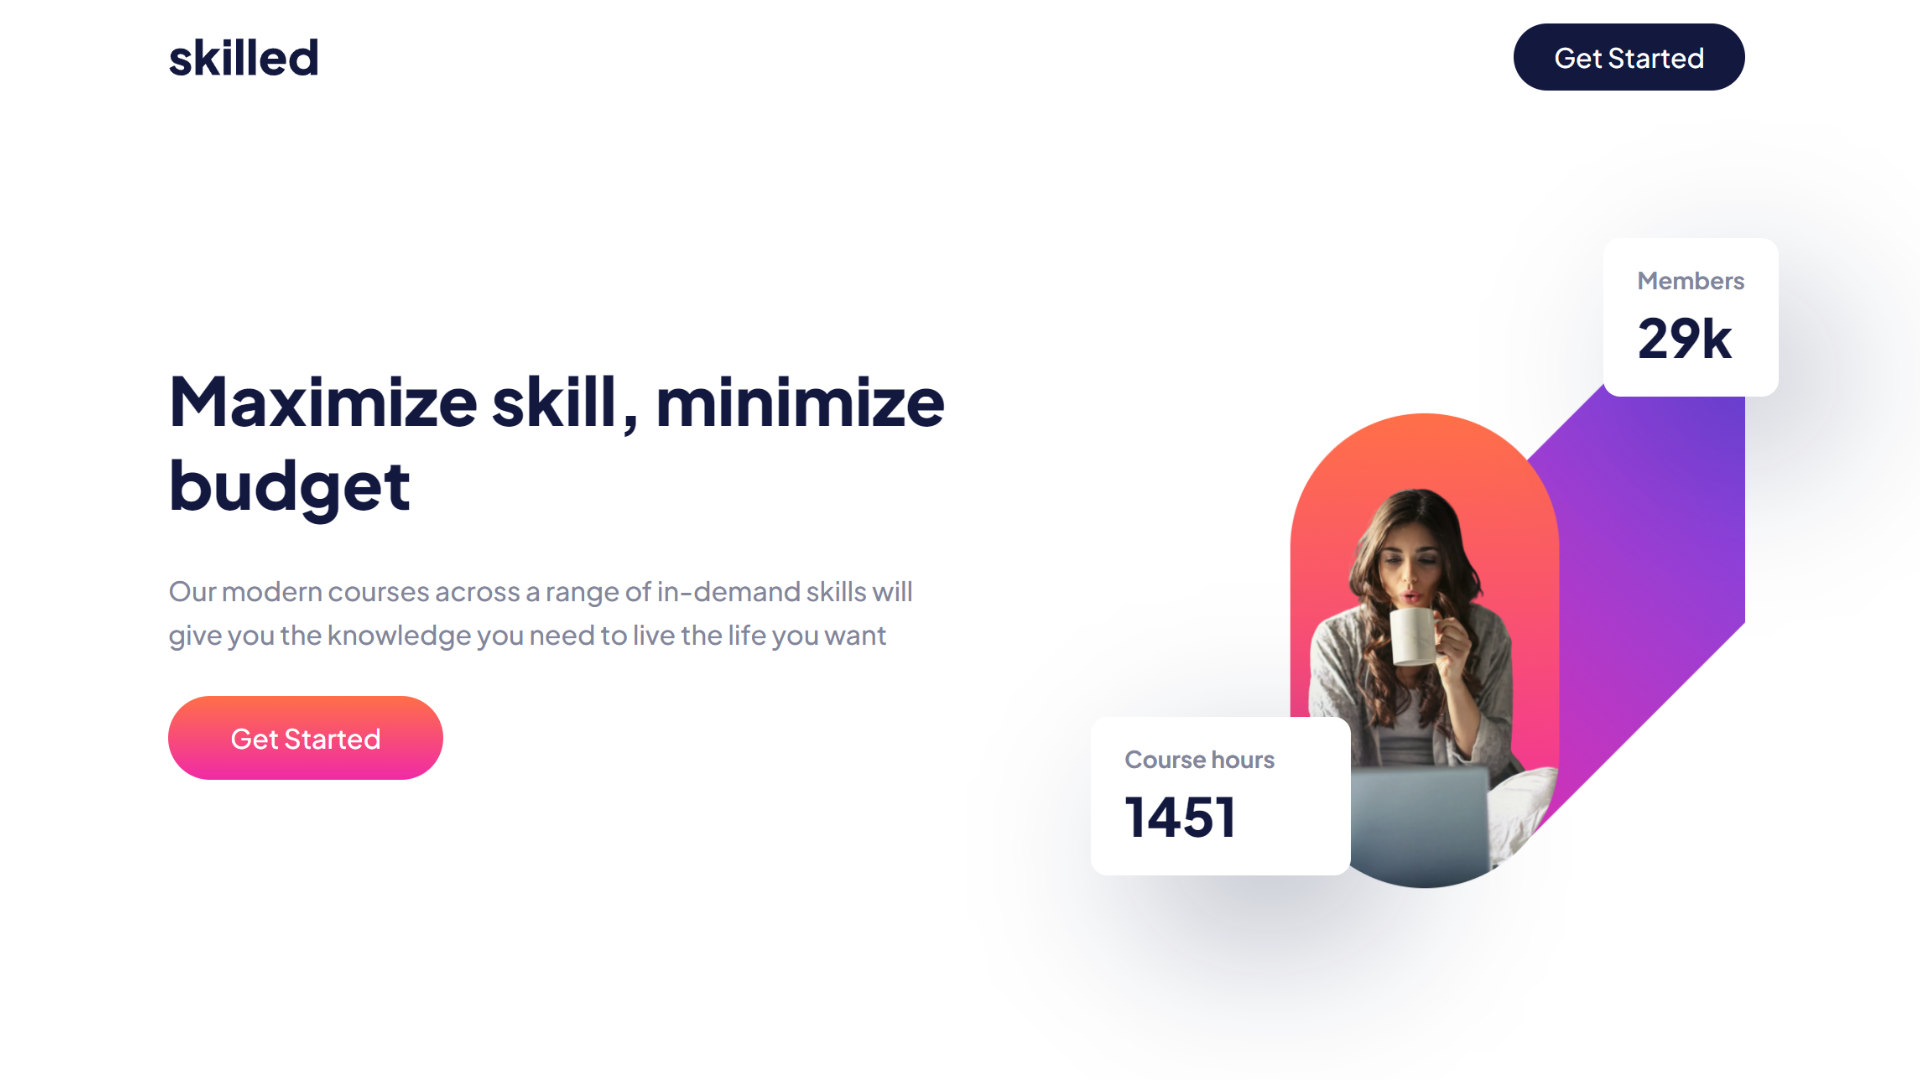 skilled
Get Started
Maximize skill, minimize
budget
Our modern courses across a range of in-demand skills will
give you the knowledge you need to live the life you want
Get Started
Members
29k
Course hours
1451